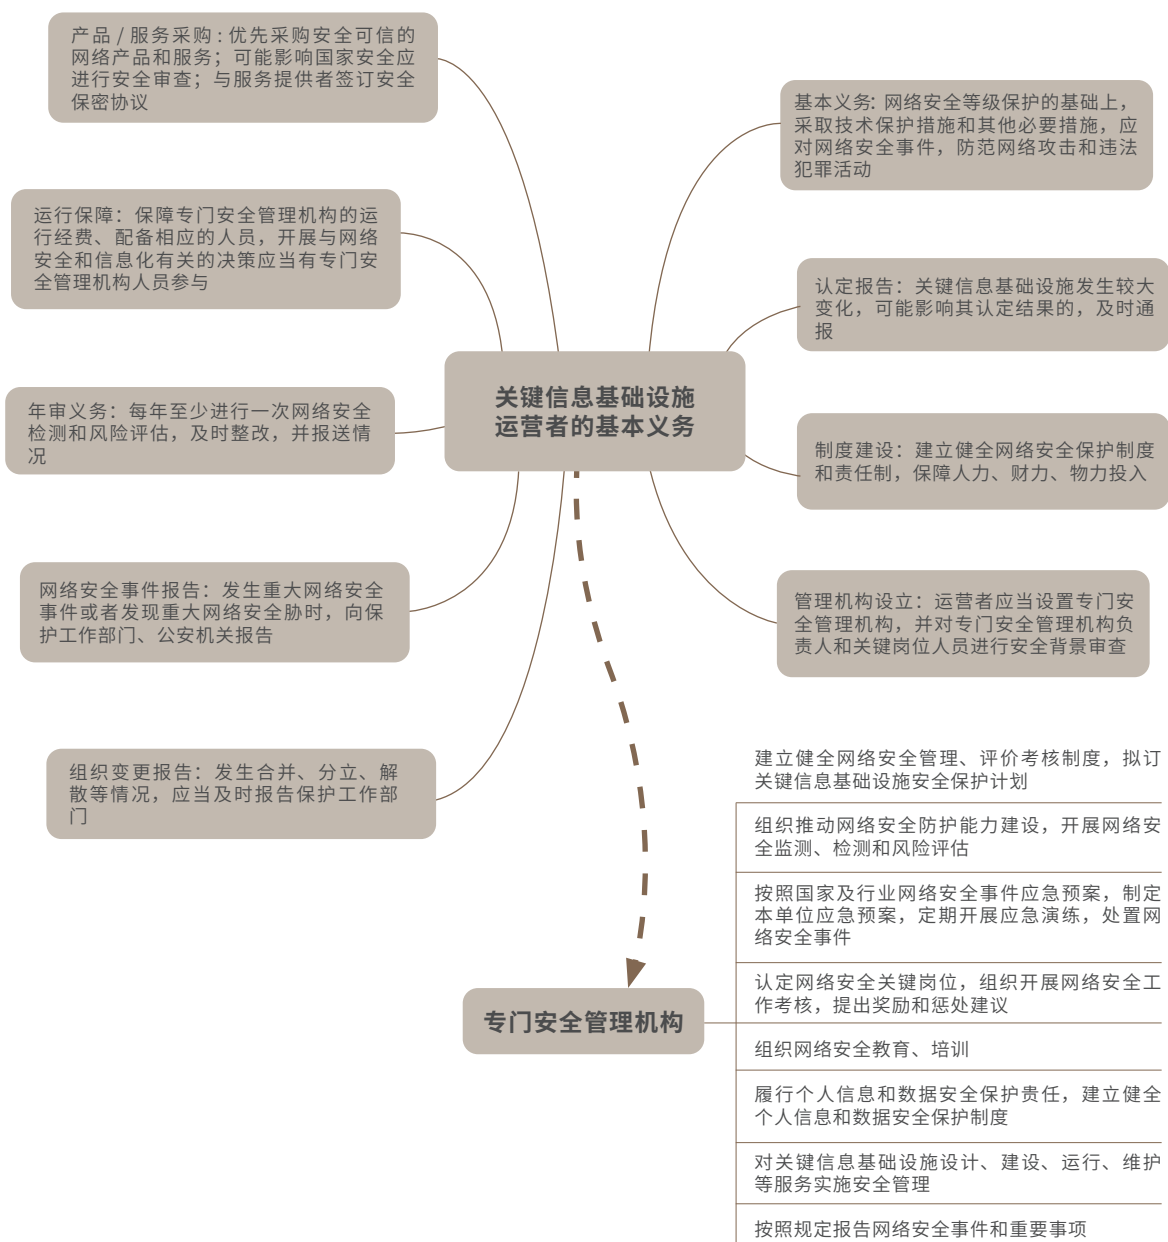 产品 / 服务采购 : 优先采购安全可信的
网络产品和服务；可能影响国家安全应
进行安全审查；与服务提供者签订安全
保密协议
基本义务: 网络安全等级保护的基础上，
采取技术保护措施和其他必要措施，应
对网络安全事件，防范网络攻击和违法
犯罪活动
运行保障：保障专门安全管理机构的运
行经费、配备相应的人员，开展与网络
安全和信息化有关的决策应当有专门安
全管理机构人员参与
认定报告：关键信息基础设施发生较大
变化，可能影响其认定结果的，及时通
报
关键信息基础设施
运营者的基本义务
年审义务：每年至少进行一次网络安全
检测和风险评估，及时整改，并报送情
况
制度建设：建立健全网络安全保护制度
和责任制，保障人力、财力、物力投入
网络安全事件报告：发生重大网络安全
事件或者发现重大网络安全胁时，向保
护工作部门、公安机关报告
管理机构设立：运营者应当设置专门安
全管理机构，并对专门安全管理机构负
责人和关键岗位人员进行安全背景审查
组织变更报告：发生合并、分立、解
散等情况，应当及时报告保护工作部
门
专门安全管理机构
建立健全网络安全管理、评价考核制度，拟订
关键信息基础设施安全保护计划
组织推动网络安全防护能力建设，开展网络安
全监测、检测和风险评估
按照国家及行业网络安全事件应急预案，制定
本单位应急预案，定期开展应急演练，处置网
络安全事件
认定网络安全关键岗位，组织开展网络安全工
作考核，提出奖励和惩处建议
组织网络安全教育、培训
履行个人信息和数据安全保护责任，建立健全
个人信息和数据安全保护制度
对关键信息基础设施设计、建设、运行、维护
等服务实施安全管理
按照规定报告网络安全事件和重要事项